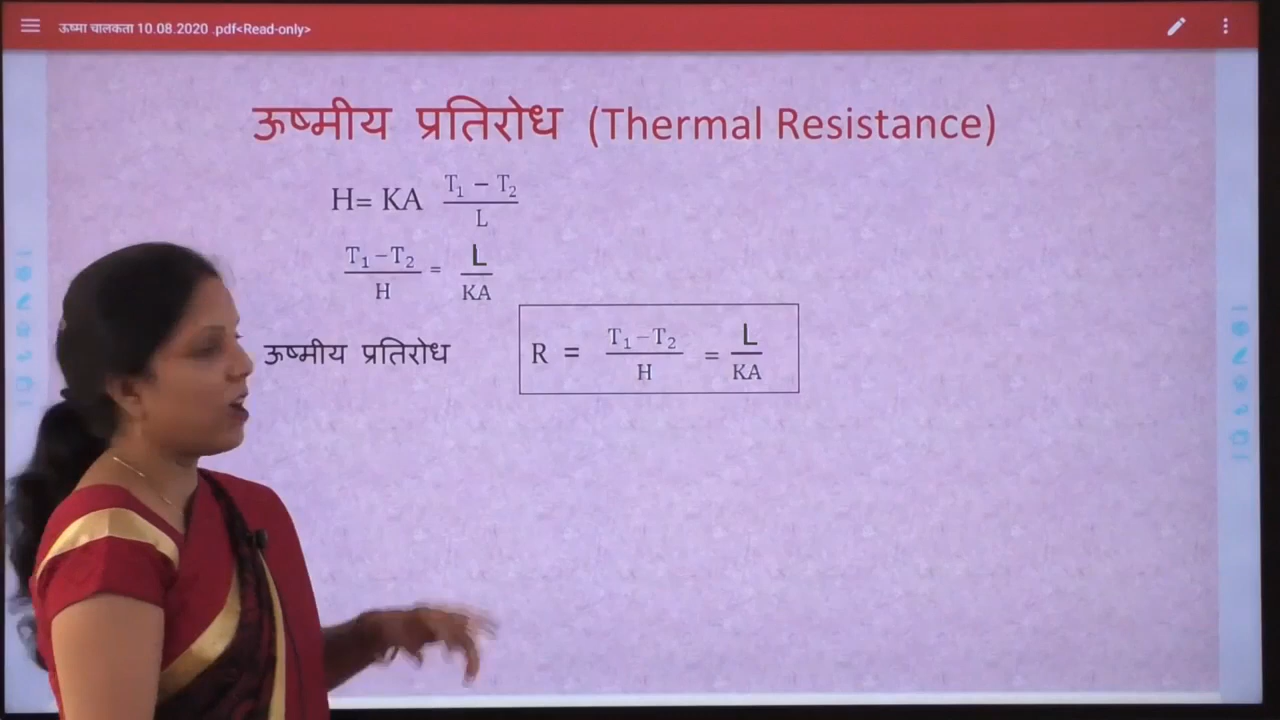 ऊष्मा चालकता 10.08.2020 .pdf<Read-only>
ऊष्मीय प्रतिरोध (Thermal Resistance)
H= KA (T₁ – T₂)/L
(T₁–T₂)/H = L/KA
ऊष्मीय प्रतिरोध R = (T₁–T₂)/H = L/KA